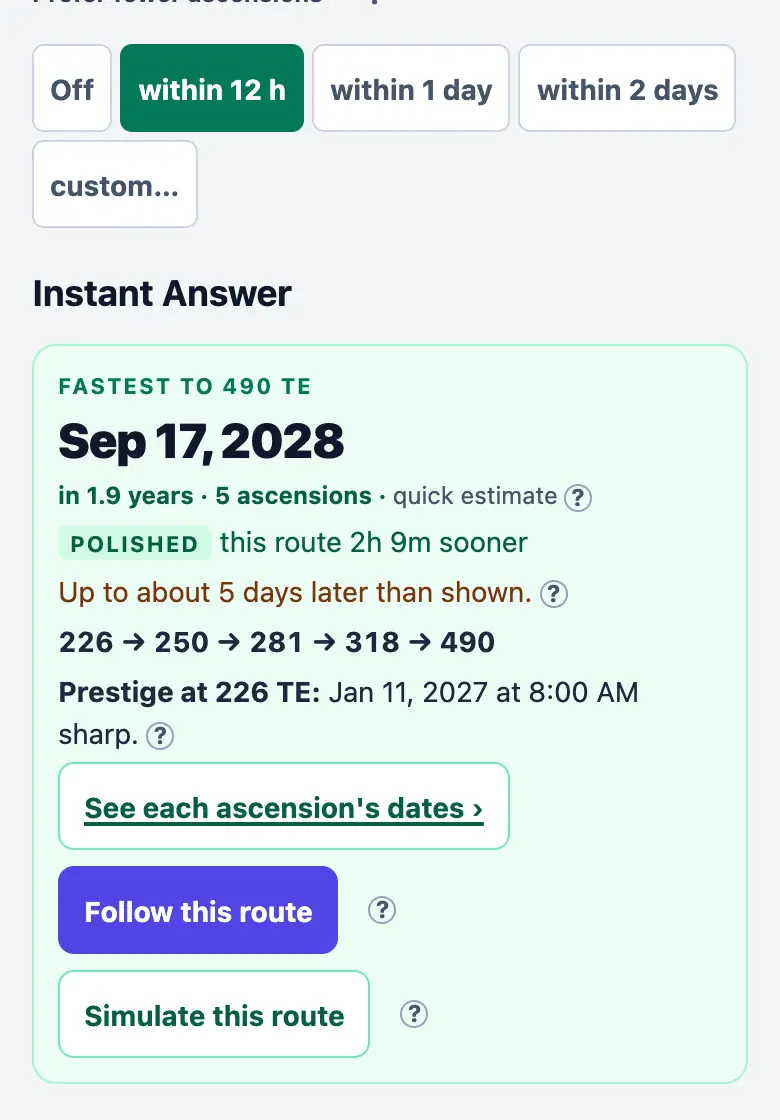 Prefer fewer ascensions ?
Off
within 12 h
within 1 day
within 2 days
custom...
Instant Answer
FASTEST TO 490 TE
Sep 17, 2028
in 1.9 years · 5 ascensions · quick estimate ?
POLISHED this route 2h 9m sooner
Up to about 5 days later than shown. ?
226 → 250 → 281 → 318 → 490
Prestige at 226 TE: Jan 11, 2027 at 8:00 AM
sharp. ?
See each ascension's dates ›
Follow this route ?
Simulate this route ?